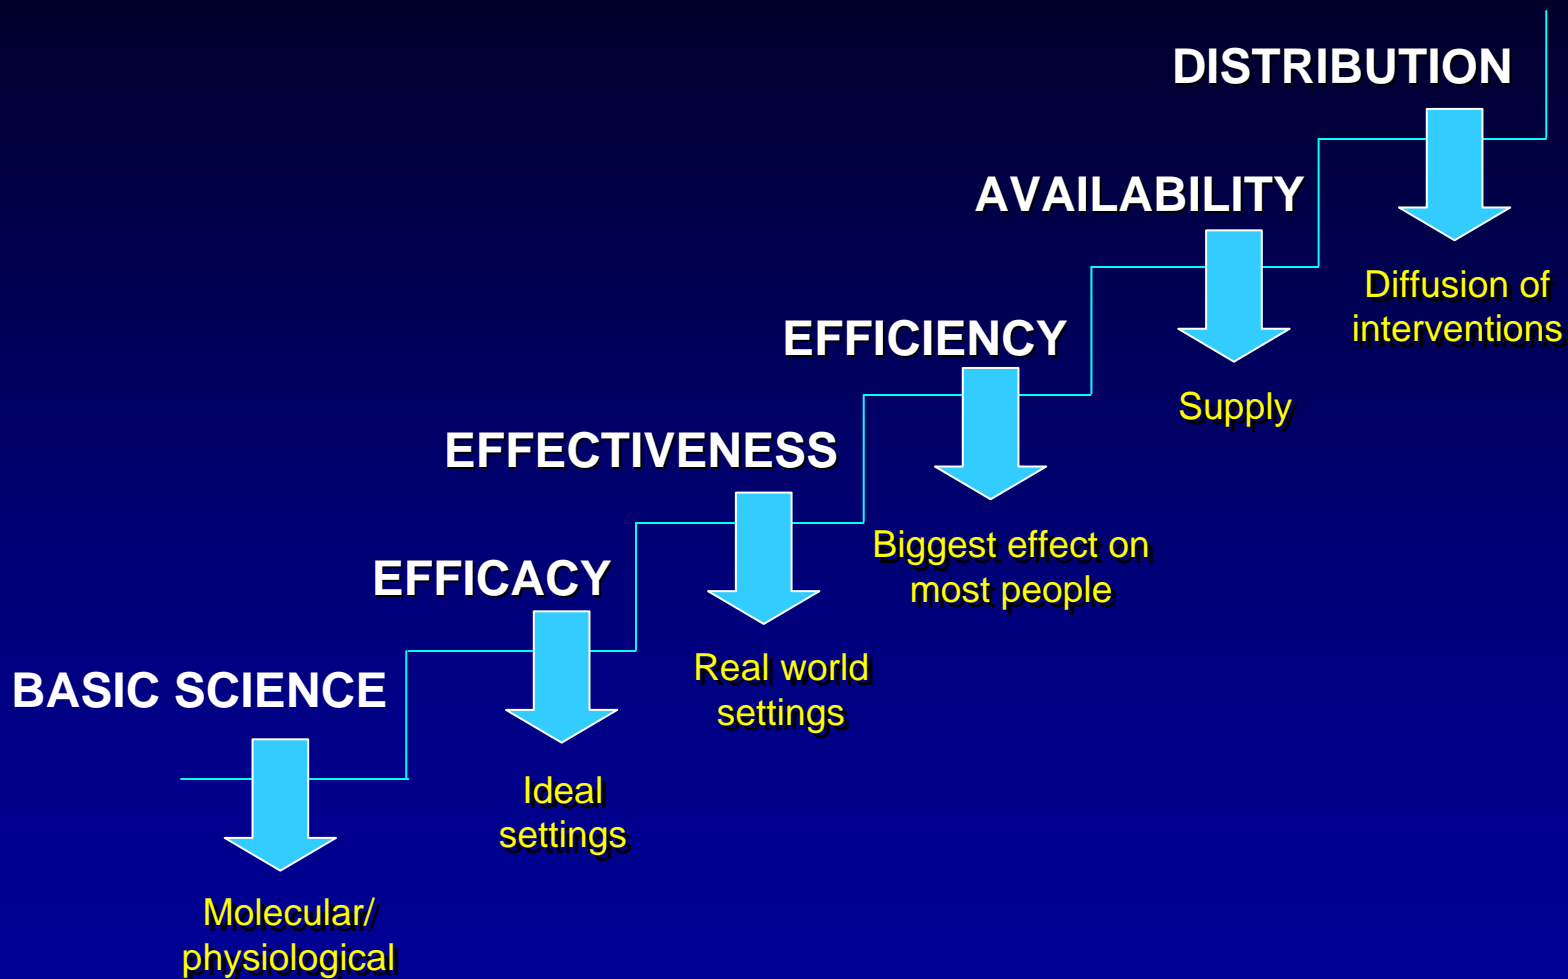 DISTRIBUTION
Diffusion of
interventions
AVAILABILITY
Supply
EFFICIENCY
Biggest effect on
most people
EFFECTIVENESS
Real world
settings
EFFICACY
Ideal
settings
BASIC SCIENCE
Molecular/
physiological